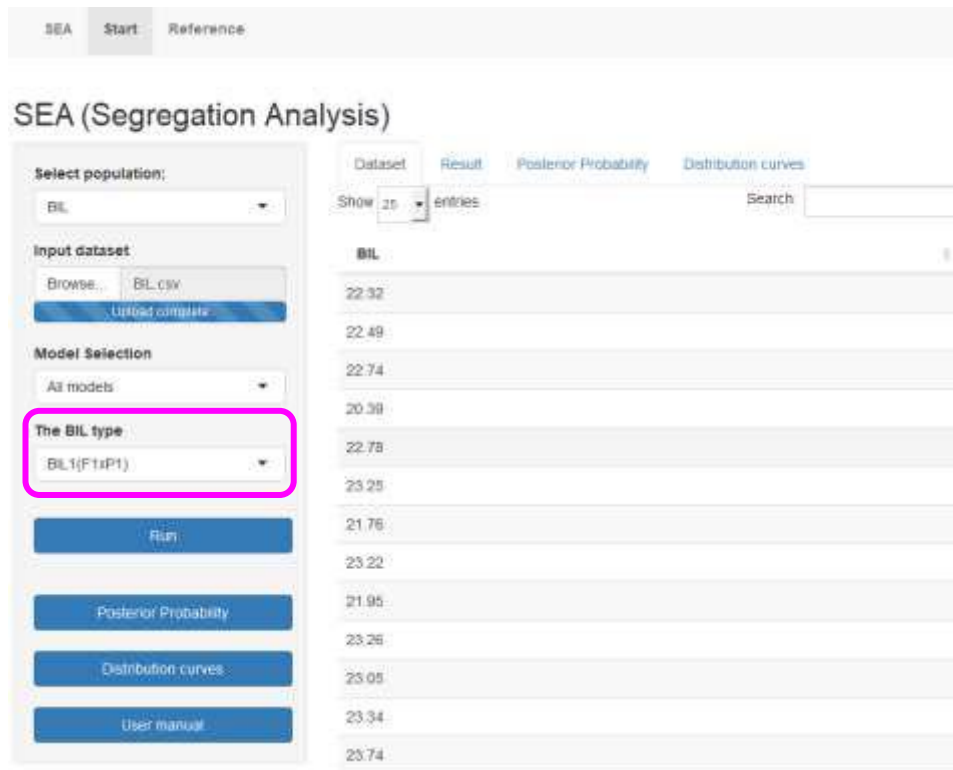 SEA Start Reference
SEA (Segregation Analysis)
Select population:
BIL
Input dataset
Browse... BIL.csv
Upload complete
Model Selection
All models
The BIL type
BIL1(F1xP1)
Run
Posterior Probability
Distribution curves
User manual
Dataset Result Posterior Probability Distribution curves
Show 25 entries Search:
BIL
22.32
22.49
22.74
20.39
22.78
23.25
21.76
23.22
21.95
23.26
23.05
23.34
23.74